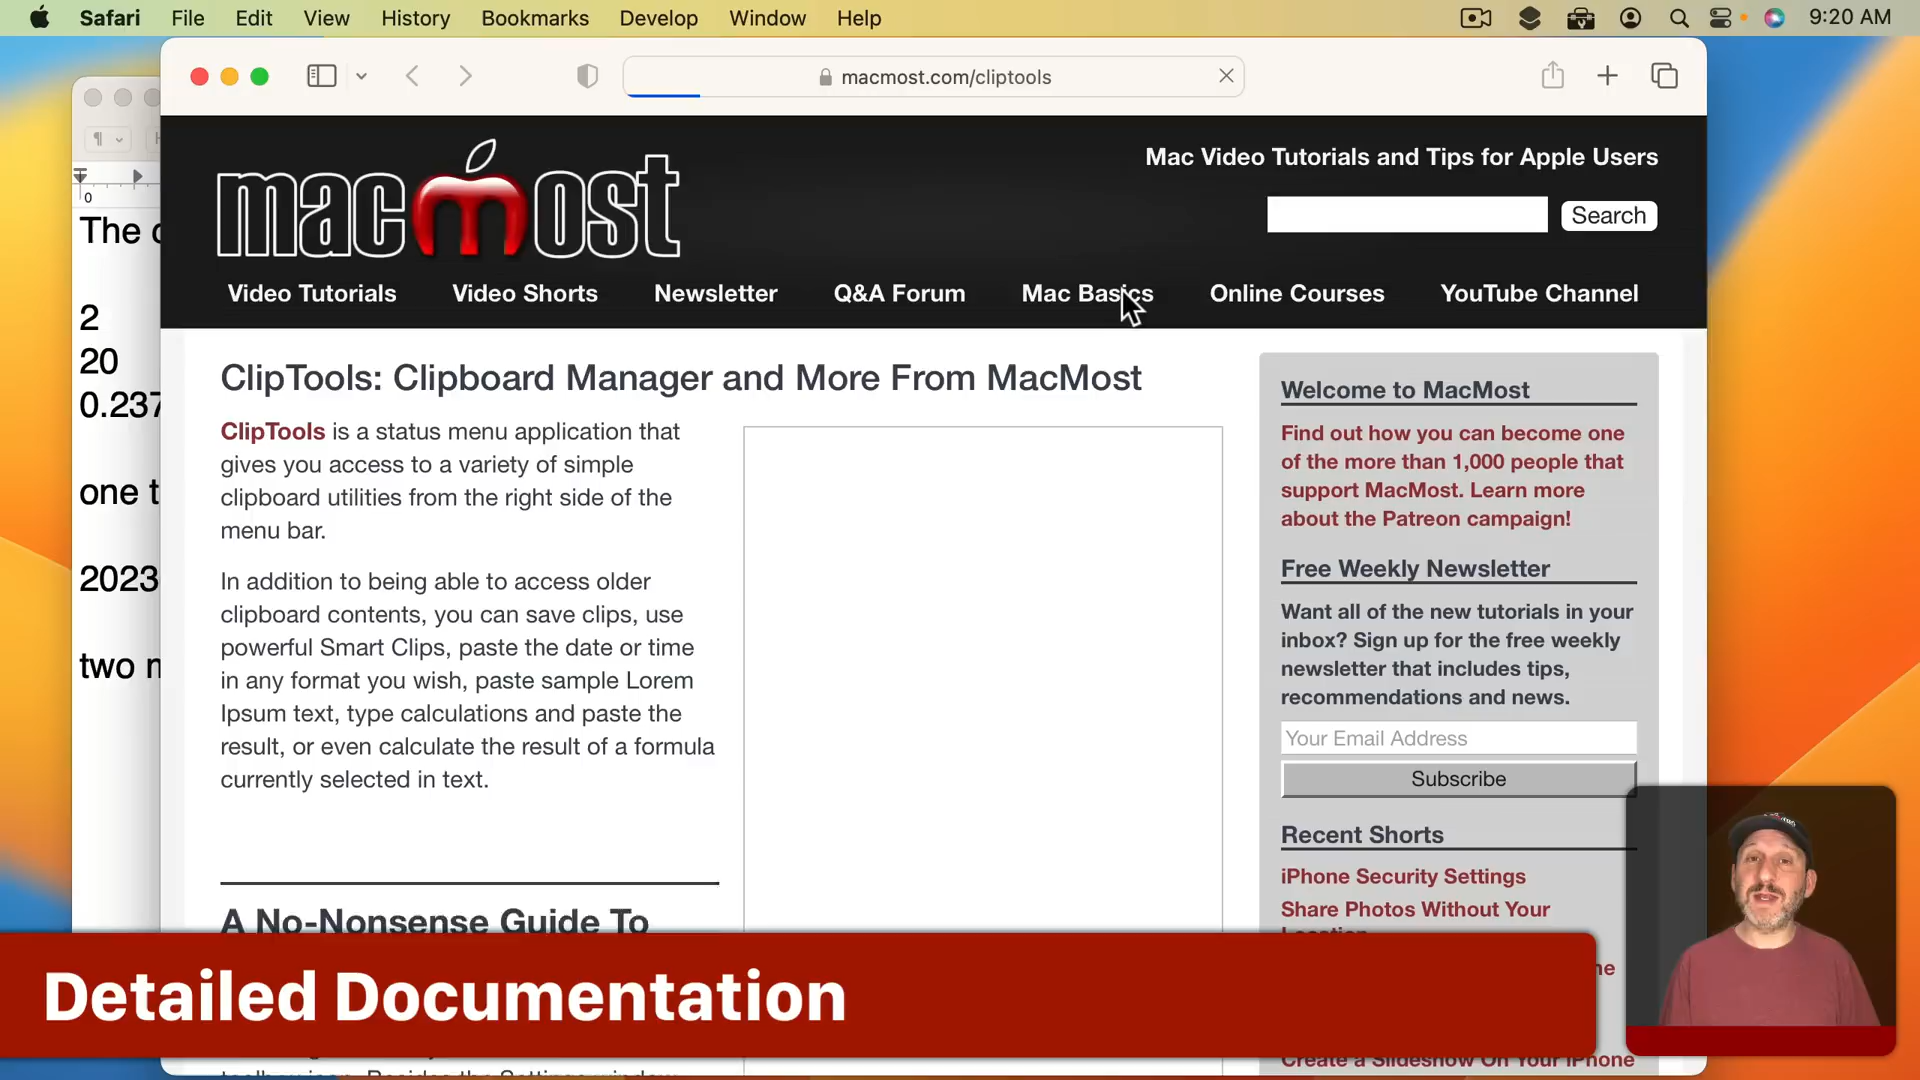 Safari File Edit View History Bookmarks Develop Window Help 9:20 AM
macmost.com/cliptools
macmost
Mac Video Tutorials and Tips for Apple Users
Search
Video Tutorials Video Shorts Newsletter Q&A Forum Mac Basics Online Courses YouTube Channel
0
The
2
20
0.237
one
2023
two
ClipTools: Clipboard Manager and More From MacMost
ClipTools is a status menu application that
gives you access to a variety of simple
clipboard utilities from the right side of the
menu bar.
In addition to being able to access older
clipboard contents, you can save clips, use
powerful Smart Clips, paste the date or time
in any format you wish, paste sample Lorem
Ipsum text, type calculations and paste the
result, or even calculate the result of a formula
currently selected in text.
A No-Nonsense Guide To
Welcome to MacMost
Find out how you can become one
of the more than 1,000 people that
support MacMost. Learn more
about the Patreon campaign!
Free Weekly Newsletter
Want all of the new tutorials in your
inbox? Sign up for the free weekly
newsletter that includes tips,
recommendations and news.
Your Email Address
Subscribe
Recent Shorts
iPhone Security Settings
Share Photos Without Your
Location
Create a Slideshow On Your iPhone
Detailed Documentation